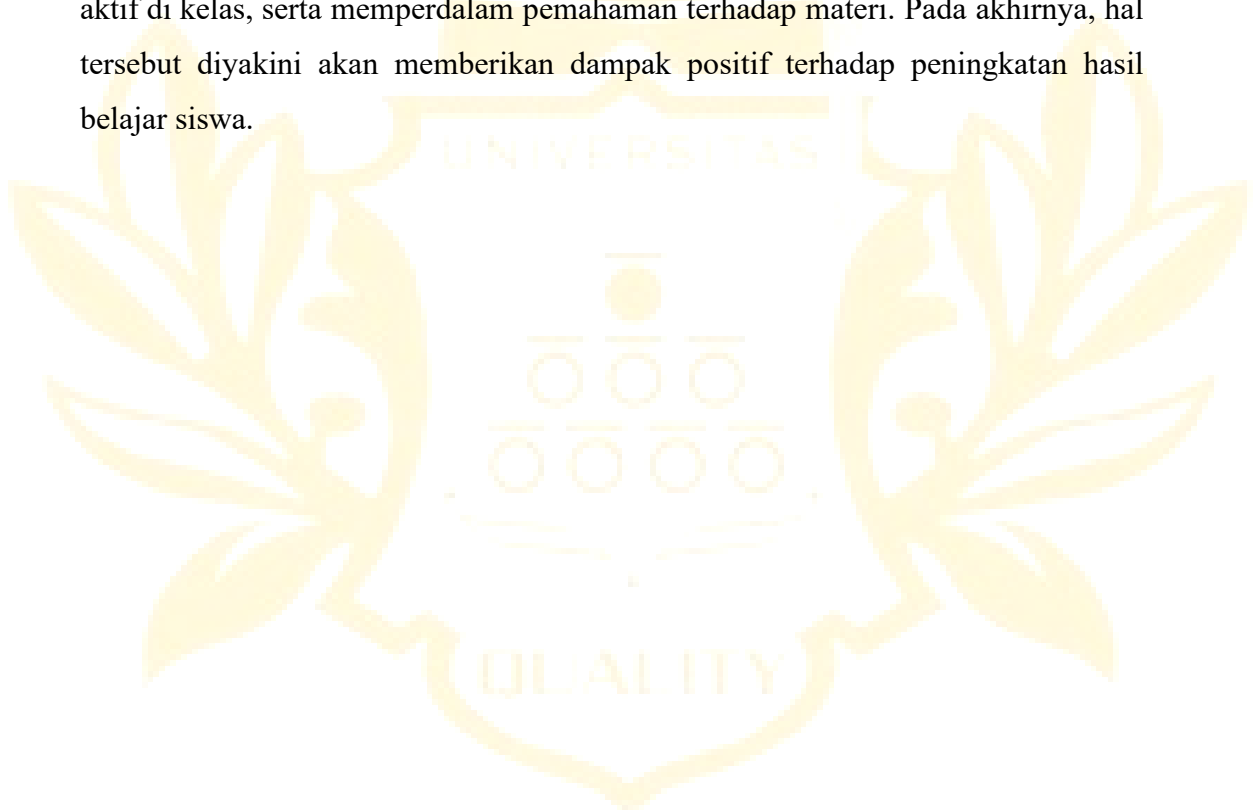 aktif di kelas, serta memperdalam pemahaman terhadap materi. Pada akhirnya, hal
tersebut diyakini akan memberikan dampak positif terhadap peningkatan hasil
belajar siswa.
UNIVERSITAS
QUALITY